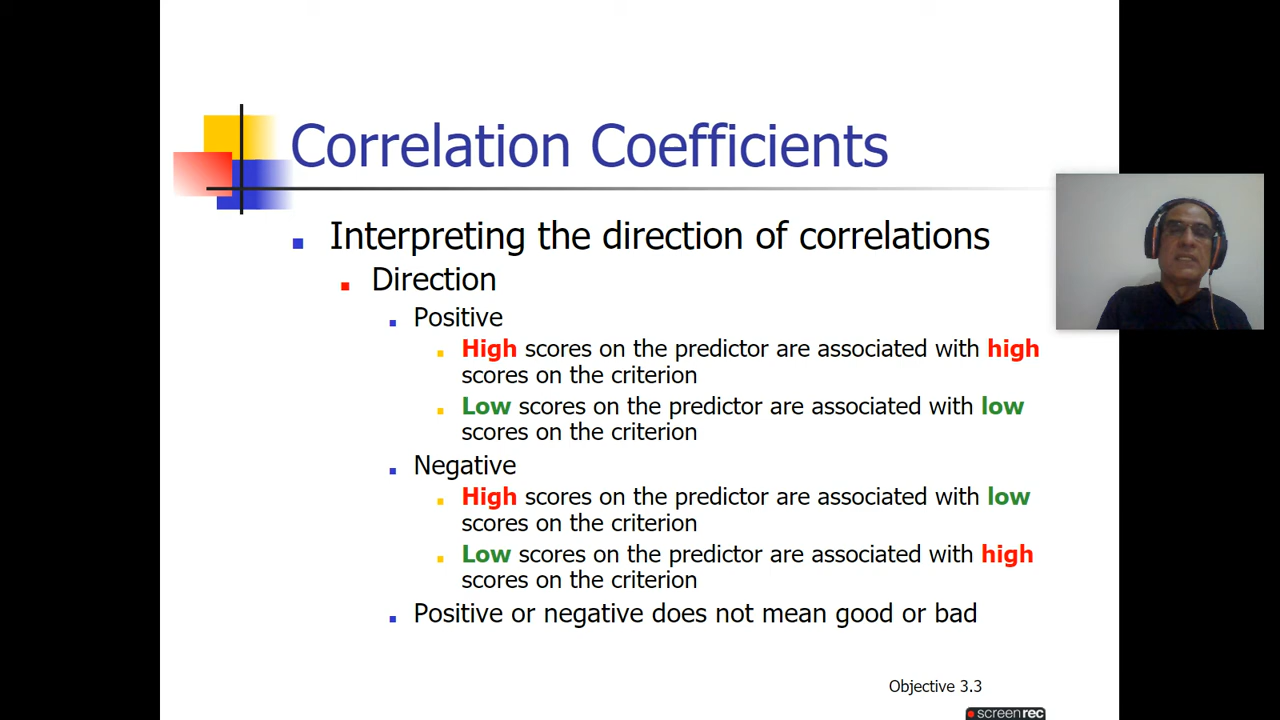 Correlation Coefficients
Interpreting the direction of correlations
Direction
Positive
High scores on the predictor are associated with high
scores on the criterion
Low scores on the predictor are associated with low
scores on the criterion
Negative
High scores on the predictor are associated with low
scores on the criterion
Low scores on the predictor are associated with high
scores on the criterion
Positive or negative does not mean good or bad
Objective 3.3
screenrec